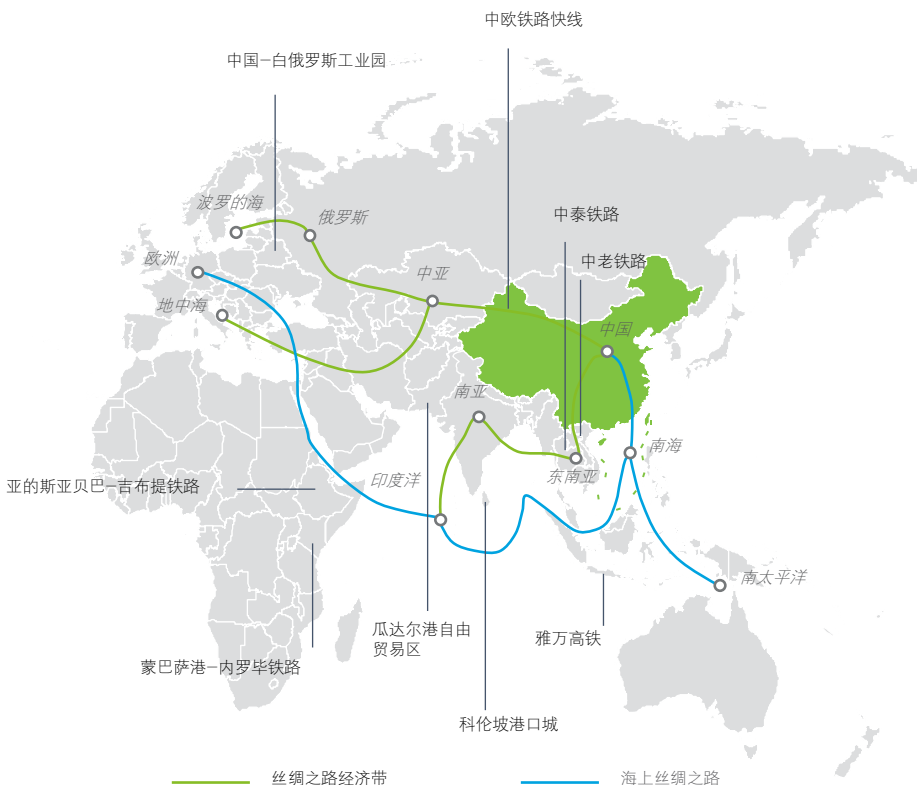 中欧铁路快线
中国–白俄罗斯工业园
波罗的海
俄罗斯
中泰铁路
欧洲
中老铁路
中亚
地中海
中国
南亚
南海
印度洋
东南亚
亚的斯亚贝巴–吉布提铁路
南太平洋
瓜达尔港自由
贸易区
雅万高铁
蒙巴萨港–内罗毕铁路
科伦坡港口城
丝绸之路经济带
海上丝绸之路